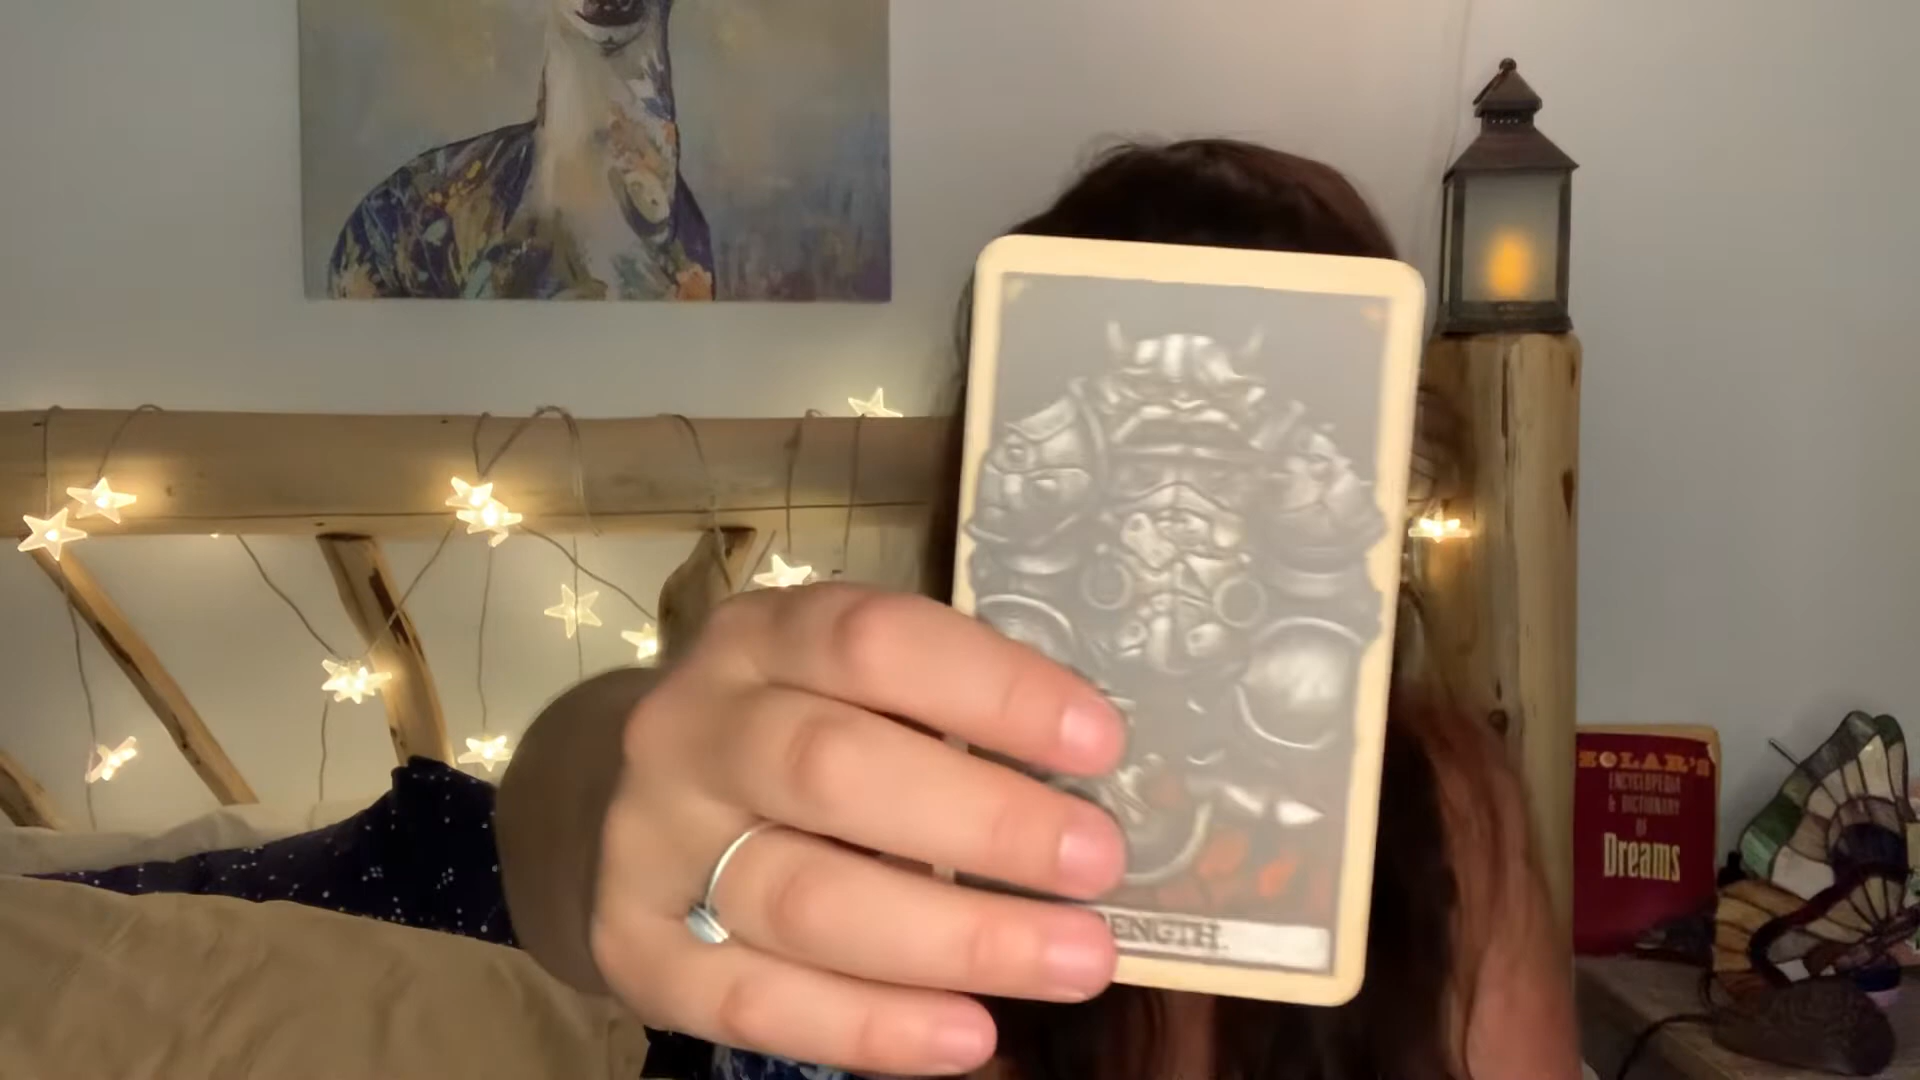 ENGTH.
ZOLAR'S
ENCYCLOPEDIA
& DICTIONARY
OF
Dreams